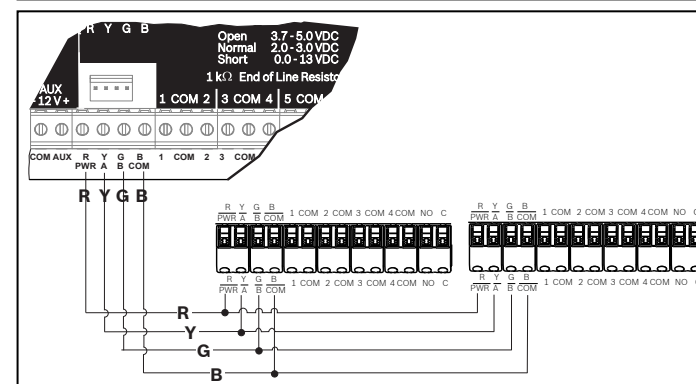 R Y G B
Open 3.7 - 5.0 VDC
Normal 2.0 - 3.0 VDC
Short 0.0 - 13 VDC
1 kΩ End of Line
AUX
- 12 V +
1 COM 2 3 COM 4 5 COM
COM AUX R Y G B 1 COM 2 3 COM
PWR A B COM
R Y G B
R Y G B
PWR A B COM 1 COM 2 COM 3 COM 4 COM NO C
R Y G B
PWR A B COM 1 COM 2 COM 3 COM 4 COM NO
R Y G B
PWR A B COM 1 COM 2 COM 3 COM 4 COM NO C
R Y G B
PWR A B COM 1 COM 2 COM 3 COM 4 COM NO
R
Y
G
B